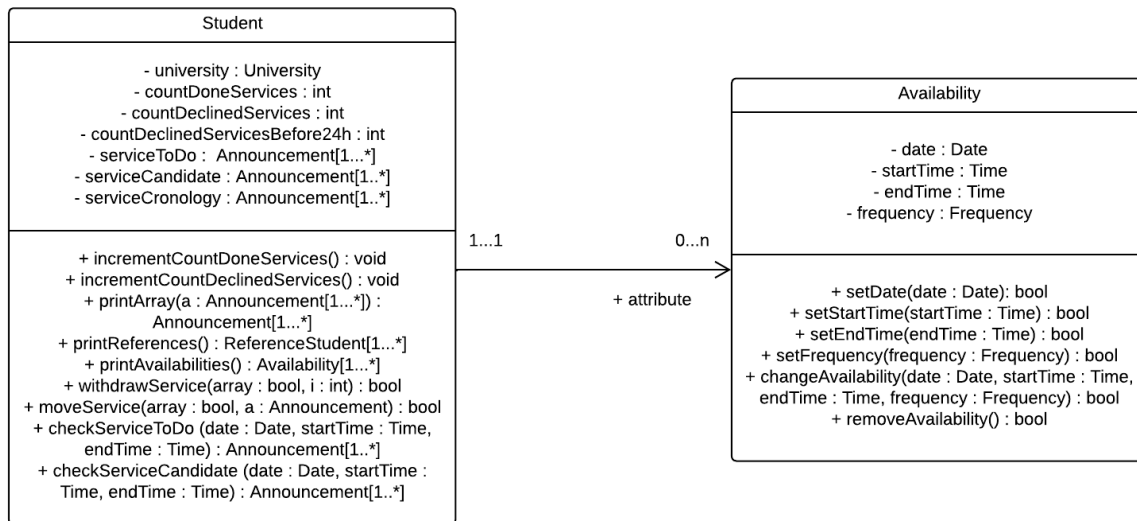 Student
- university : University
- countDoneServices : int
- countDeclinedServices : int
- countDeclinedServicesBefore24h : int
- serviceToDo :  Announcement[1...*]
- serviceCandidate : Announcement[1..*]
- serviceCronology : Announcement[1..*]
+ incrementCountDoneServices() : void
+ incrementCountDeclinedServices() : void
+ printArray(a : Announcement[1...*]) :
Announcement[1...*]
+ printReferences() : ReferenceStudent[1...*]
+ printAvailabilities() : Availability[1...*]
+ withdrawService(array : bool, i : int) : bool
+ moveService(array : bool, a : Announcement) : bool
+ checkServiceToDo (date : Date, startTime : Time,
endTime : Time) : Announcement[1...*]
+ checkServiceCandidate (date : Date, startTime :
Time, endTime : Time) : Announcement[1..*]
1...1
0...n
+ attribute
Availability
- date : Date
- startTime : Time
- endTime : Time
- frequency : Frequency
+ setDate(date : Date): bool
+ setStartTime(startTime : Time) : bool
+ setEndTime(endTime : Time) : bool
+ setFrequency(frequency : Frequency) : bool
+ changeAvailability(date : Date, startTime : Time,
endTime : Time, frequency : Frequency) : bool
+ removeAvailability() : bool